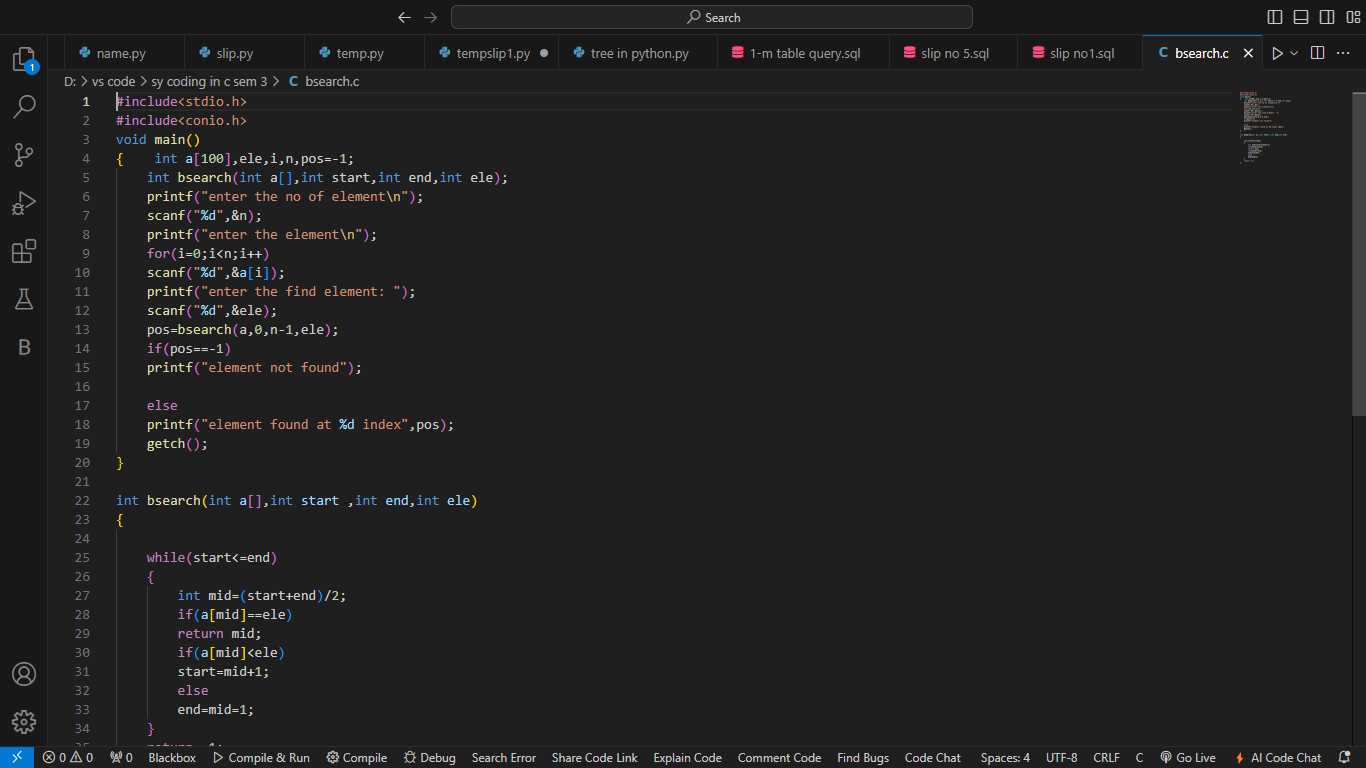 Search
name.py
slip.py
temp.py
tempslip1.py
tree in python.py
1-m table query.sql
slip no 5.sql
slip no1.sql
C bsearch.c
1
D: > vs code > sy coding in c sem 3 > C bsearch.c
1 #include<stdio.h>
2 #include<conio.h>
3 void main()
4 {    int a[100],ele,i,n,pos=-1;
5     int bsearch(int a[],int start,int end,int ele);
6     printf("enter the no of element\n");
7     scanf("%d",&n);
8     printf("enter the element\n");
9     for(i=0;i<n;i++)
10     scanf("%d",&a[i]);
11     printf("enter the find element: ");
12     scanf("%d",&ele);
13     pos=bsearch(a,0,n-1,ele);
14     if(pos==-1)
15     printf("element not found");
16
17     else
18     printf("element found at %d index",pos);
19     getch();
20 }
21
22 int bsearch(int a[],int start ,int end,int ele)
23 {
24
25     while(start<=end)
26     {
27         int mid=(start+end)/2;
28         if(a[mid]==ele)
29         return mid;
30         if(a[mid]<ele)
31         start=mid+1;
32         else
33         end=mid=1;
34     }
B
0 0 0 Blackbox Compile & Run Compile Debug Search Error Share Code Link Explain Code Comment Code Find Bugs Code Chat Spaces: 4 UTF-8 CRLF C Go Live AI Code Chat